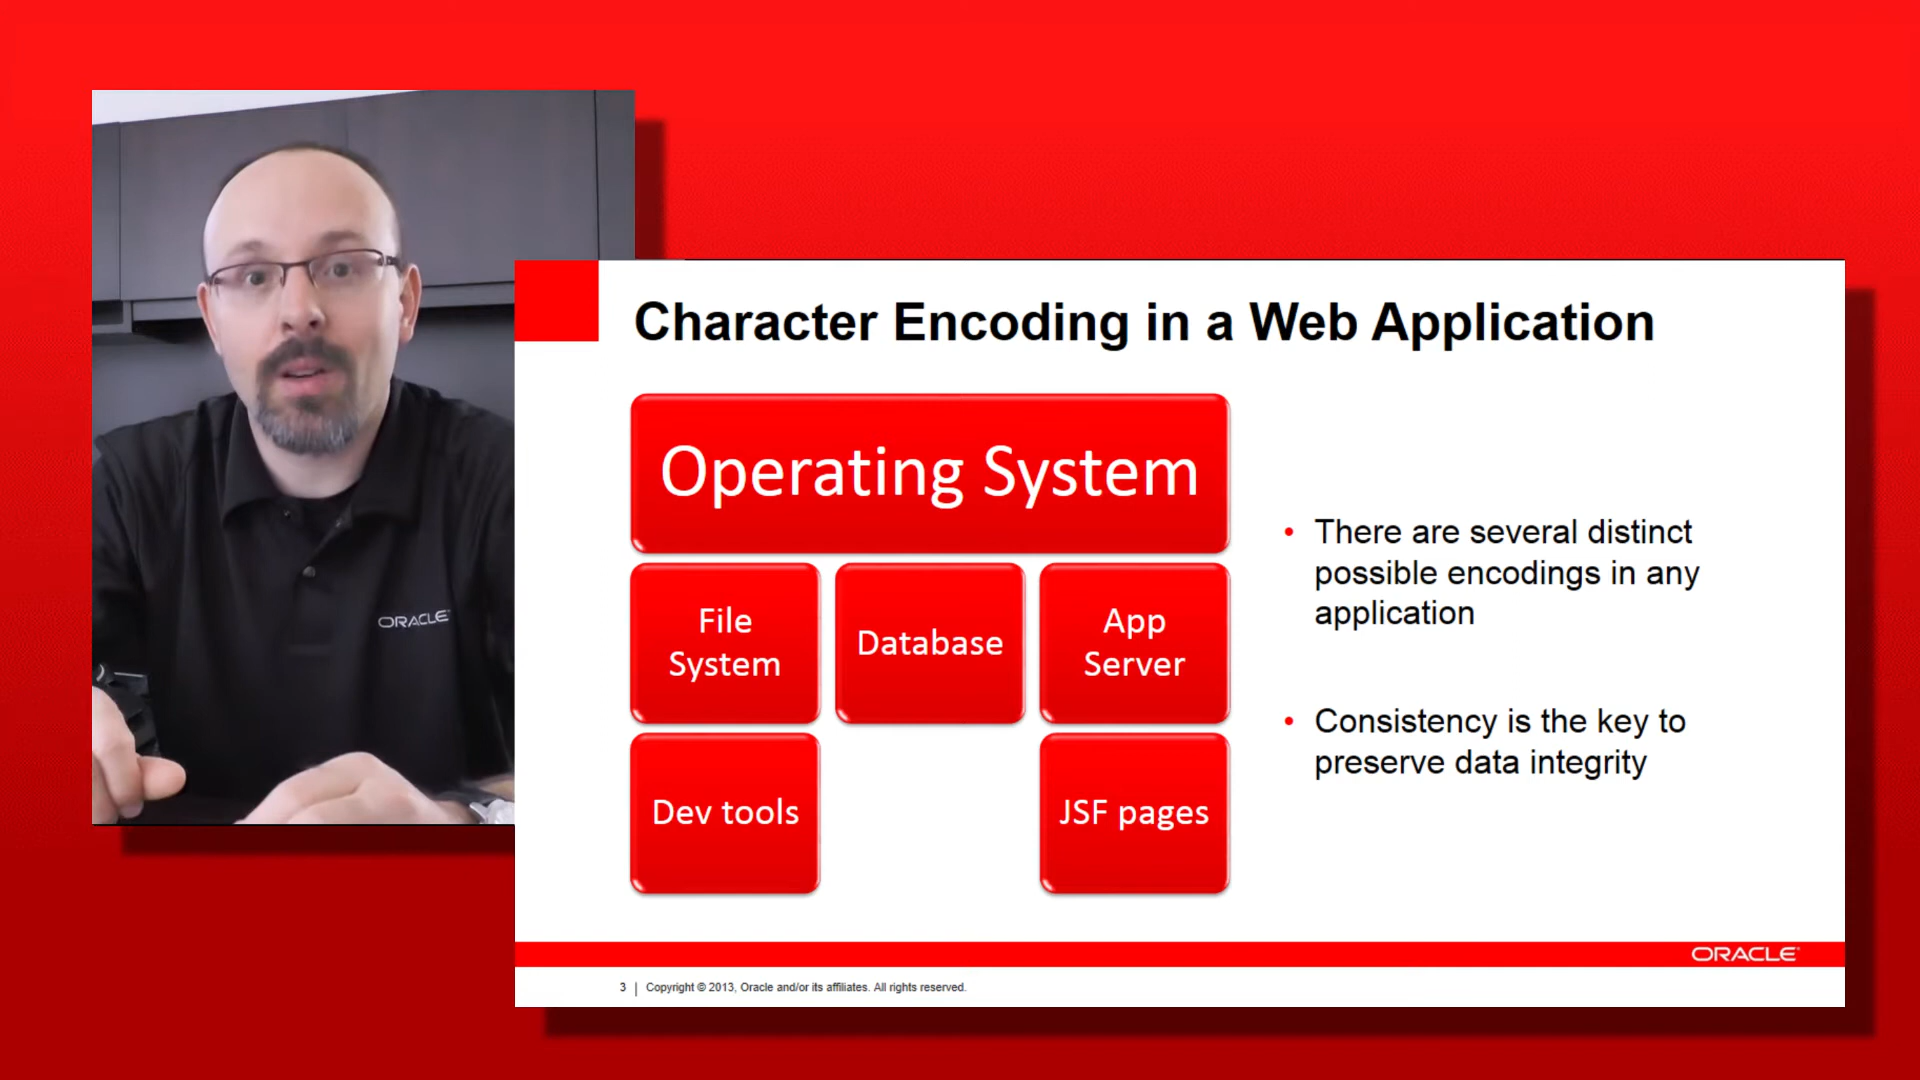 ORACLE
Character Encoding in a Web Application
Operating System
File
System
Database
App
Server
Dev tools
JSF pages
• There are several distinct
possible encodings in any
application
• Consistency is the key to
preserve data integrity
ORACLE
3 | Copyright © 2013, Oracle and/or its affiliates. All rights reserved.